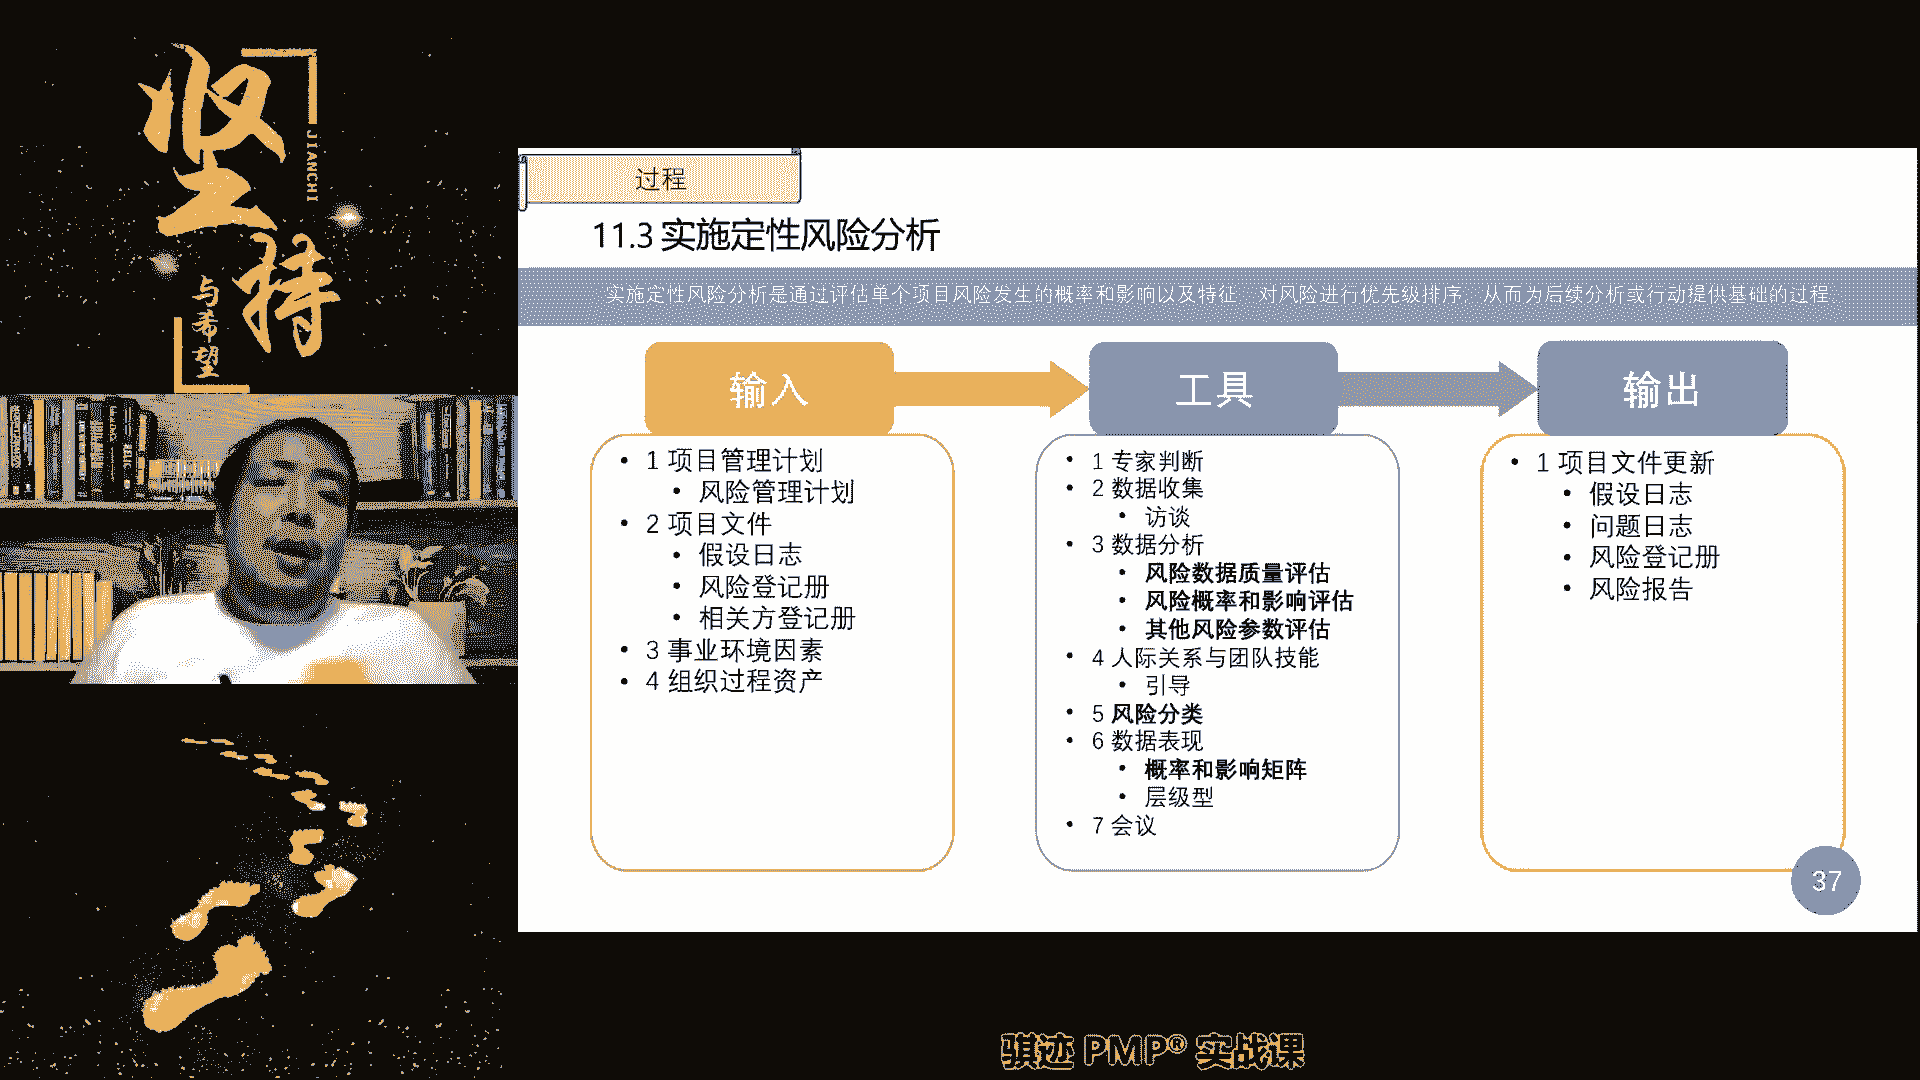 坚持
JIANCHI
与希望
过程
11.3 实施定性风险分析
实施定性风险分析是通过评估单个项目风险发生的概率和影响以及特征，对风险进行优先级排序，从而为后续分析或行动提供基础的过程。
输入
• 1 项目管理计划
• 风险管理计划
• 2 项目文件
• 假设日志
• 风险登记册
• 相关方登记册
• 3 事业环境因素
• 4 组织过程资产
工具
• 1 专家判断
• 2 数据收集
• 访谈
• 3 数据分析
• 风险数据质量评估
• 风险概率和影响评估
• 其他风险参数评估
• 4 人际关系与团队技能
• 引导
• 5 风险分类
• 6 数据表现
• 概率和影响矩阵
• 层级型
• 7 会议
输出
• 1 项目文件更新
• 假设日志
• 问题日志
• 风险登记册
• 风险报告
37
骐迹 PMP® 实战课